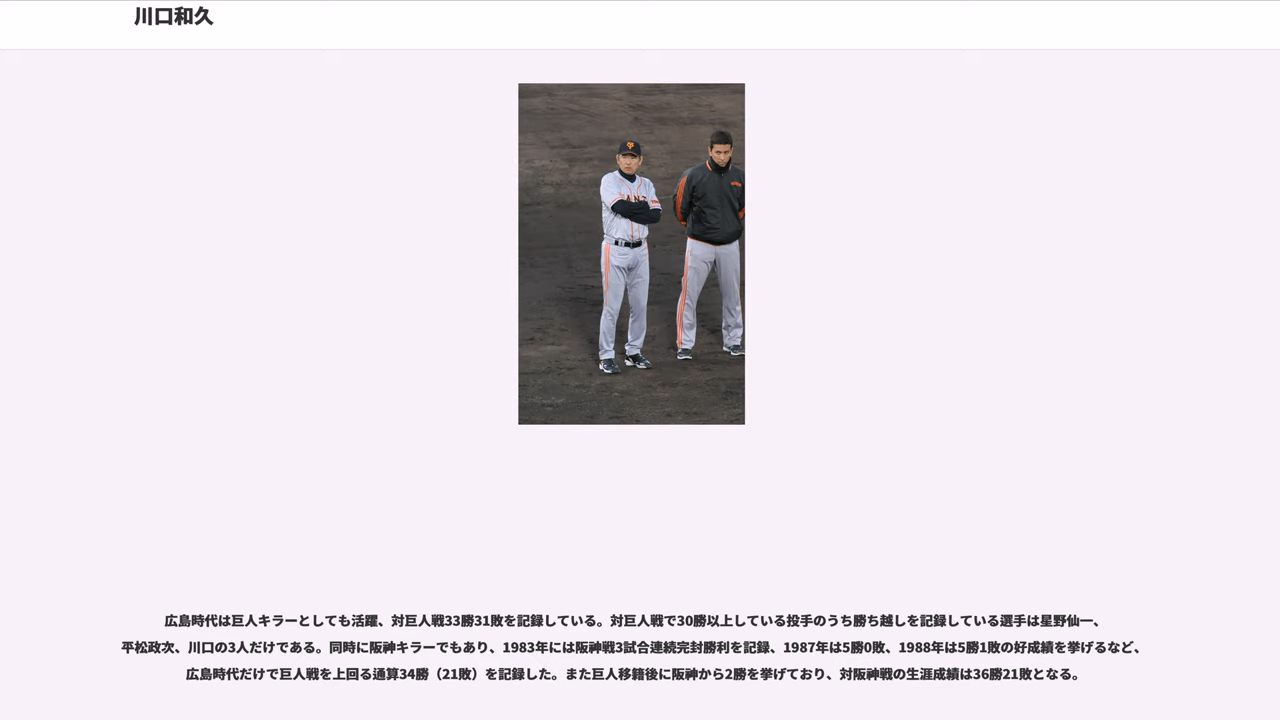 川口和久
広島時代は巨人キラーとしても活躍、対巨人戦33勝31敗を記録している。対巨人戦で30勝以上している投手のうち勝ち越しを記録している選手は星野仙一、
平松政次、川口の3人だけである。同時に阪神キラーでもあり、1983年には阪神戦3試合連続完封勝利を記録、1987年は5勝0敗、1988年は5勝1敗の好成績を挙げるなど、
広島時代だけで巨人戦を上回る通算34勝（21敗）を記録した。また巨人移籍後に阪神から2勝を挙げており、対阪神戦の生涯成績は36勝21敗となる。